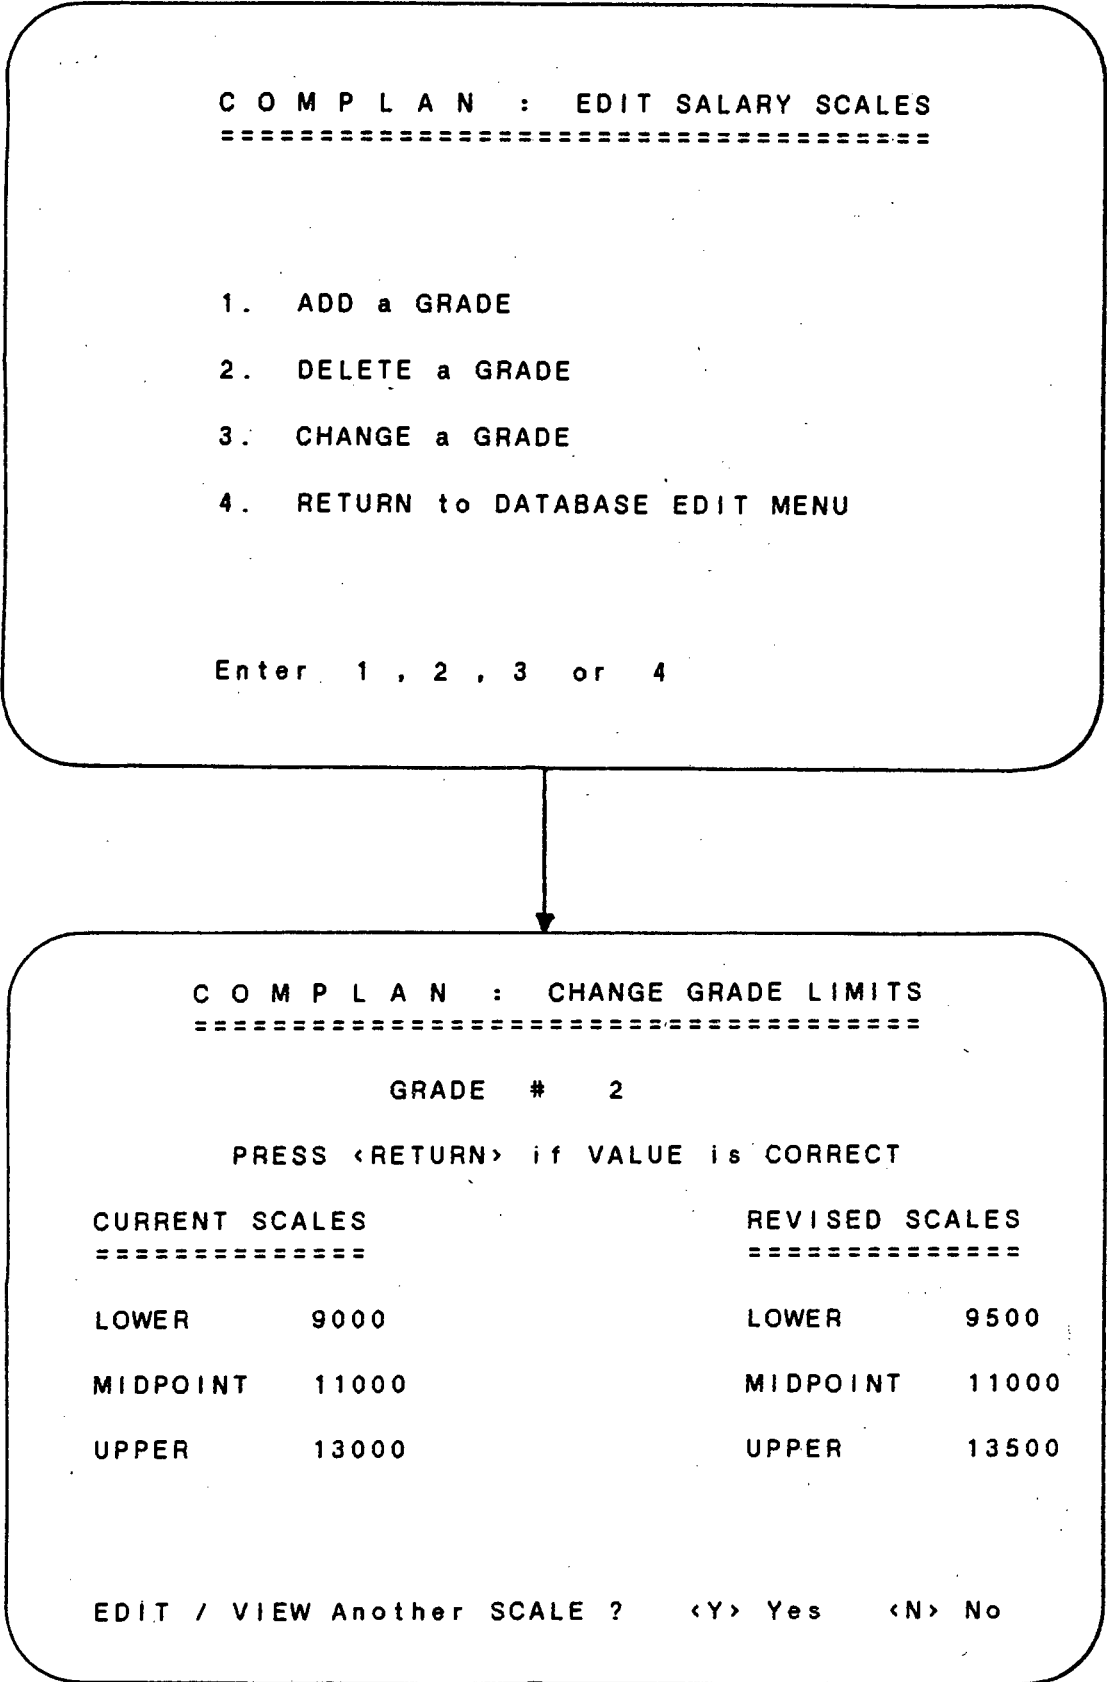 C O M P L A N : EDIT SALARY SCALES
====================================
1. ADD a GRADE
2. DELETE a GRADE
3. CHANGE a GRADE
4. RETURN to DATABASE EDIT MENU
Enter 1 , 2 , 3 or 4
C O M P L A N : CHANGE GRADE LIMITS
=====================================
GRADE # 2
PRESS <RETURN> if VALUE is CORRECT
CURRENT SCALES REVISED SCALES
============== ==============
LOWER 9000 LOWER 9500
MIDPOINT 11000 MIDPOINT 11000
UPPER 13000 UPPER 13500
EDIT / VIEW Another SCALE ? <Y> Yes <N> No